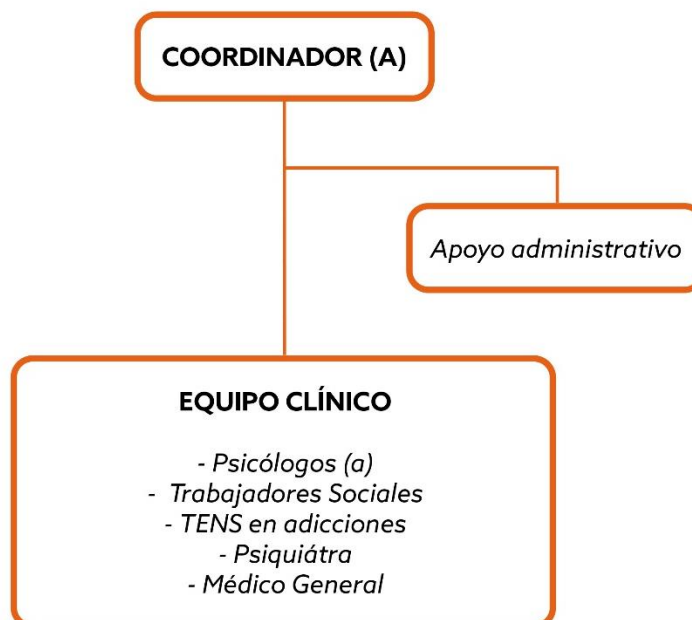 COORDINADOR (A)
Apoyo administrativo
EQUIPO CLÍNICO
- Psicólogos (a)
- Trabajadores Sociales
- TENS en adicciones
- Psiquiátra
- Médico General